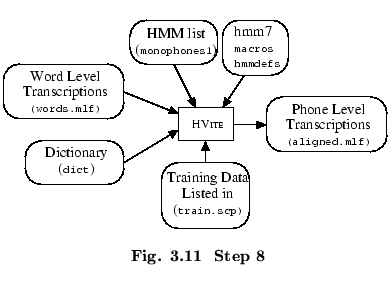 HMM list
(monophones1)
hmm7
macros
hmmdefs
Word Level
Transcriptions
(words.mlf)
HVITE
Phone Level
Transcriptions
(aligned.mlf)
Dictionary
(dict)
Training Data
Listed in
(train.scp)
Fig. 3.11 Step 8